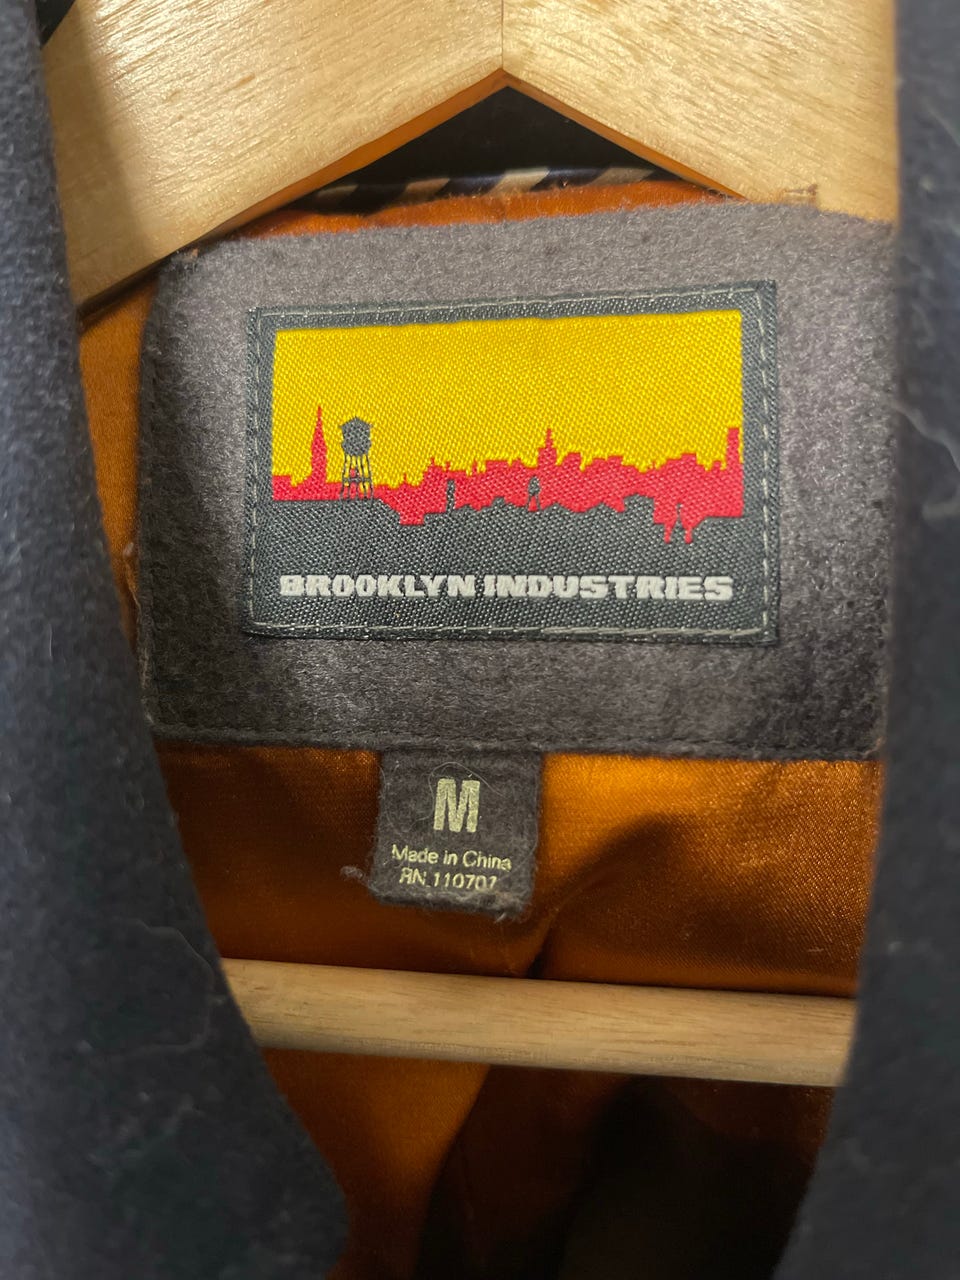 BROOKLYN INDUSTRIES
M
Made in China
RN 110707